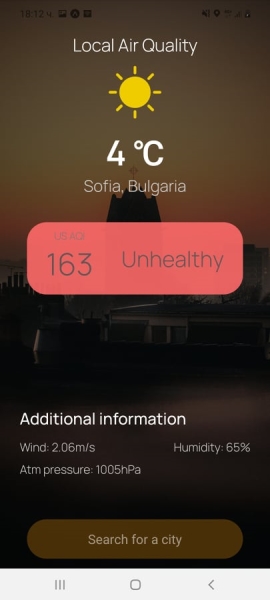 18:12 ч.
Local Air Quality
4 °C
Sofia, Bulgaria
US AQI
163 Unhealthy
Additional information
Wind: 2.06m/s Humidity: 65%
Atm pressure: 1005hPa
Search for a city